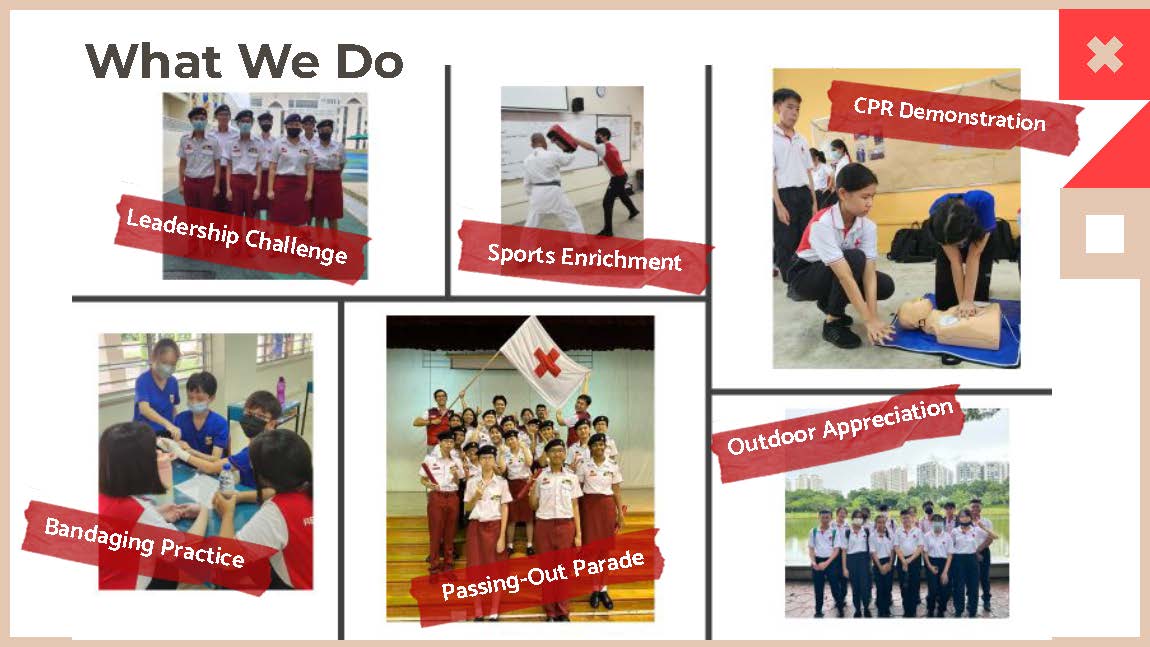 What We Do
Leadership Challenge
Sports Enrichment
CPR Demonstration
Bandaging Practice
Passing-Out Parade
Outdoor Appreciation